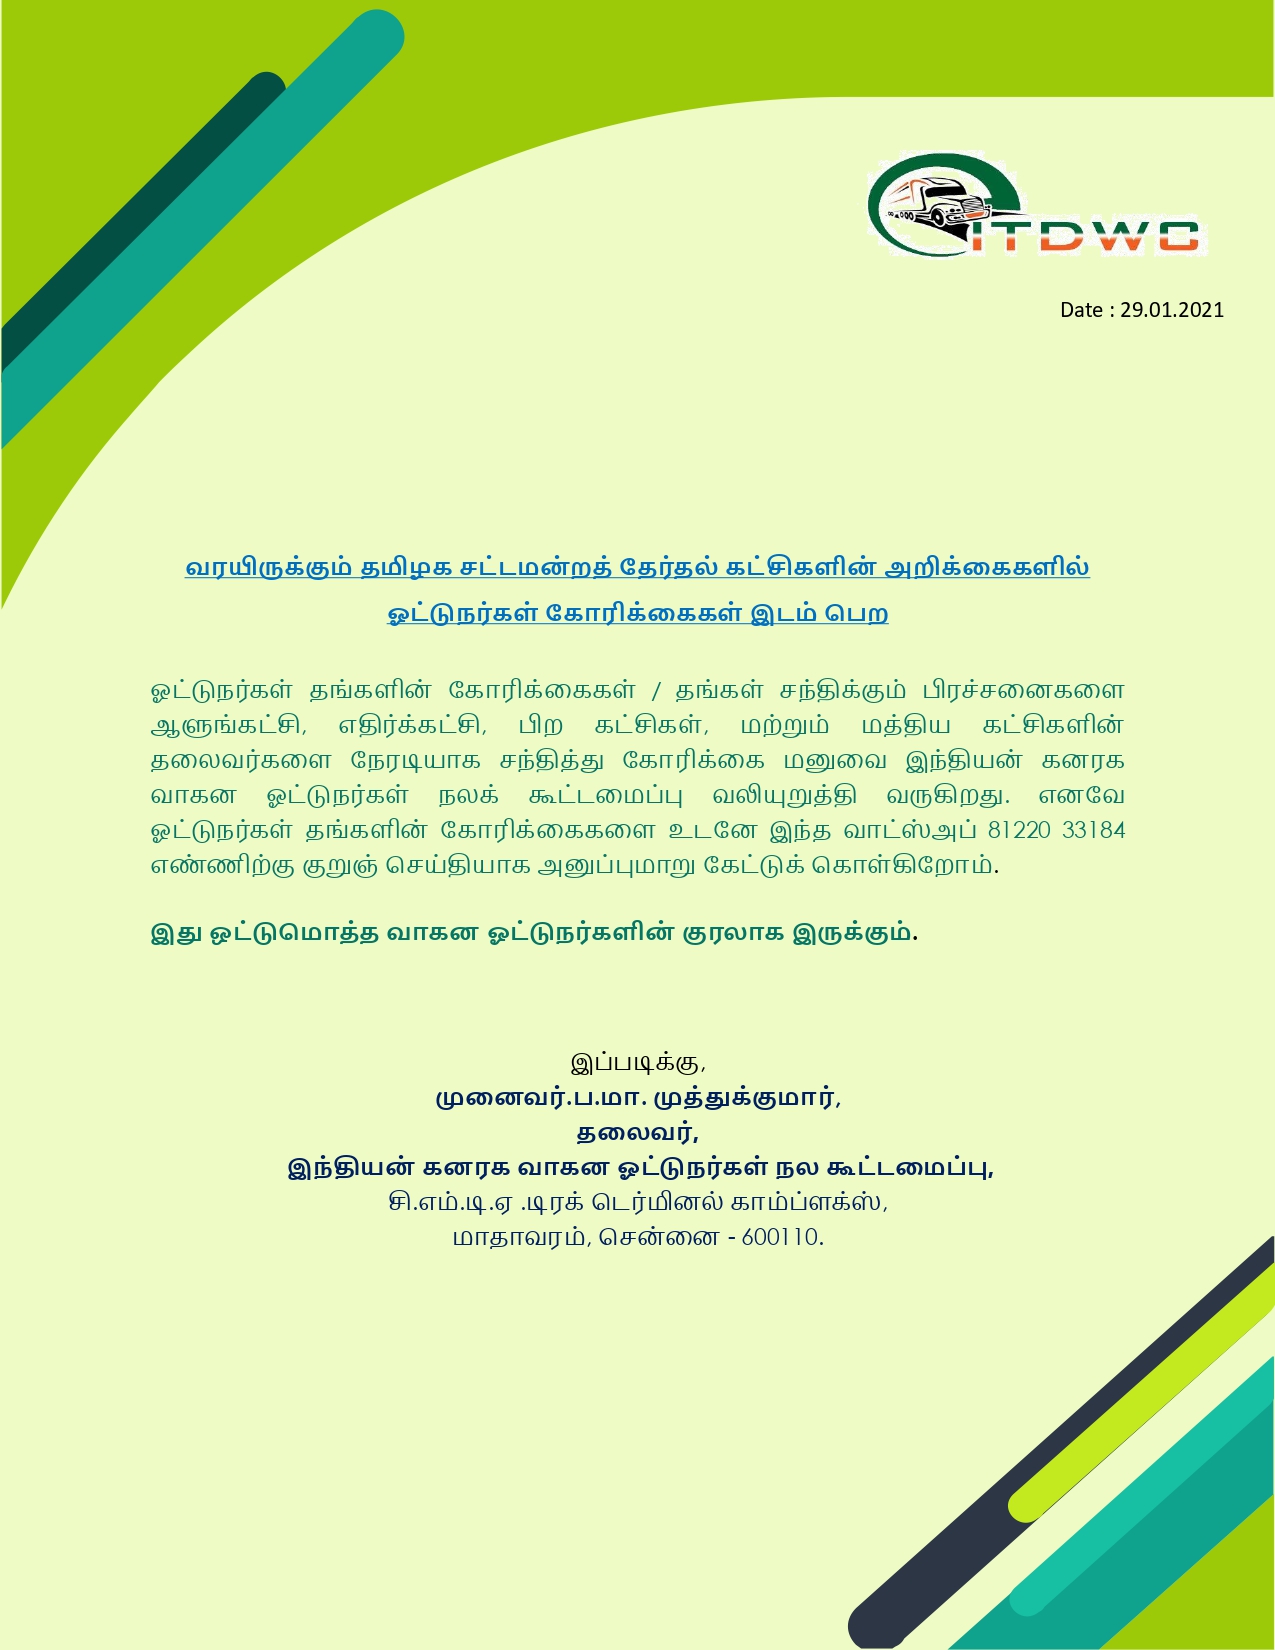 ITDWC
Date : 29.01.2021
வரயிருக்கும் தமிழக சட்டமன்றத் தேர்தல் கட்சிகளின் அறிக்கைகளில்
ஓட்டுநர்கள் கோரிக்கைகள் இடம் பெற
ஓட்டுநர்கள் தங்களின் கோரிக்கைகள் / தங்கள் சந்திக்கும் பிரச்சனைகளை
ஆளுங்கட்சி, எதிர்க்கட்சி, பிற கட்சிகள், மற்றும் மத்திய கட்சிகளின்
தலைவர்களை நேரடியாக சந்தித்து கோரிக்கை மனுவை இந்தியன் கனரக
வாகன ஓட்டுநர்கள் நலக் கூட்டமைப்பு வலியுறுத்தி வருகிறது. எனவே
ஓட்டுநர்கள் தங்களின் கோரிக்கைகளை உடனே இந்த வாட்ஸ்அப் 81220 33184
எண்ணிற்கு குறுஞ் செய்தியாக அனுப்புமாறு கேட்டுக் கொள்கிறோம்.
இது ஒட்டுமொத்த வாகன ஓட்டுநர்களின் குரலாக இருக்கும்.
இப்படிக்கு,
முனைவர்.ப.மா. முத்துக்குமார்,
தலைவர்,
இந்தியன் கனரக வாகன ஓட்டுநர்கள் நல கூட்டமைப்பு,
சி.எம்.டி.ஏ .டிரக் டெர்மினல் காம்ப்ளக்ஸ்,
மாதாவரம், சென்னை - 600110.